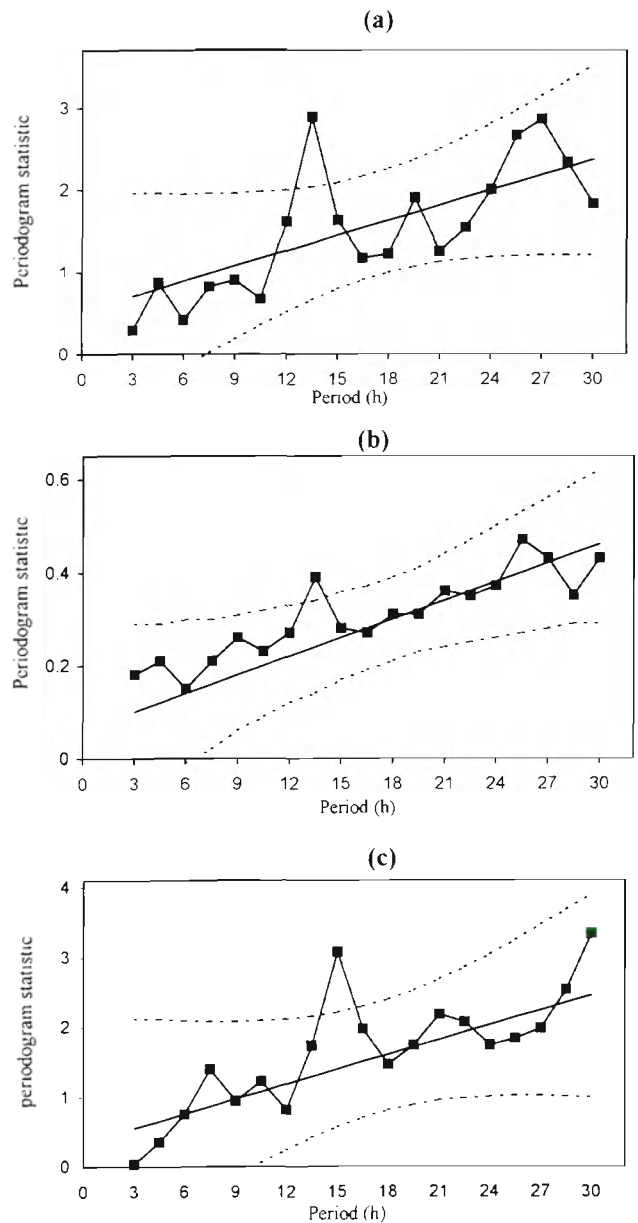 (a)
Periodogram statistic
3
2
1
0
0 3 6 9 12 15 18 21 24 27 30
Period (h)
(b)
Periodogram statistic
0.6
0.4
0.2
0
0 3 6 9 12 15 18 21 24 27 30
Period (h)
(c)
periodogram statistic
4
3
2
1
0
0 3 6 9 12 15 18 21 24 27 30
Period (h)